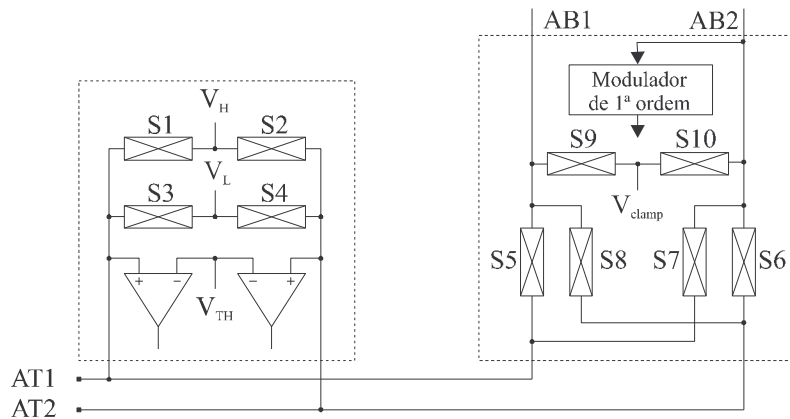 AB1 AB2
Modulador
de 1ª ordem
V_H
S1 S2
S9 S10
V_L
S3 S4
V_clamp
S5 S8 S7 S6
+ − − +
V_TH
AT1
AT2